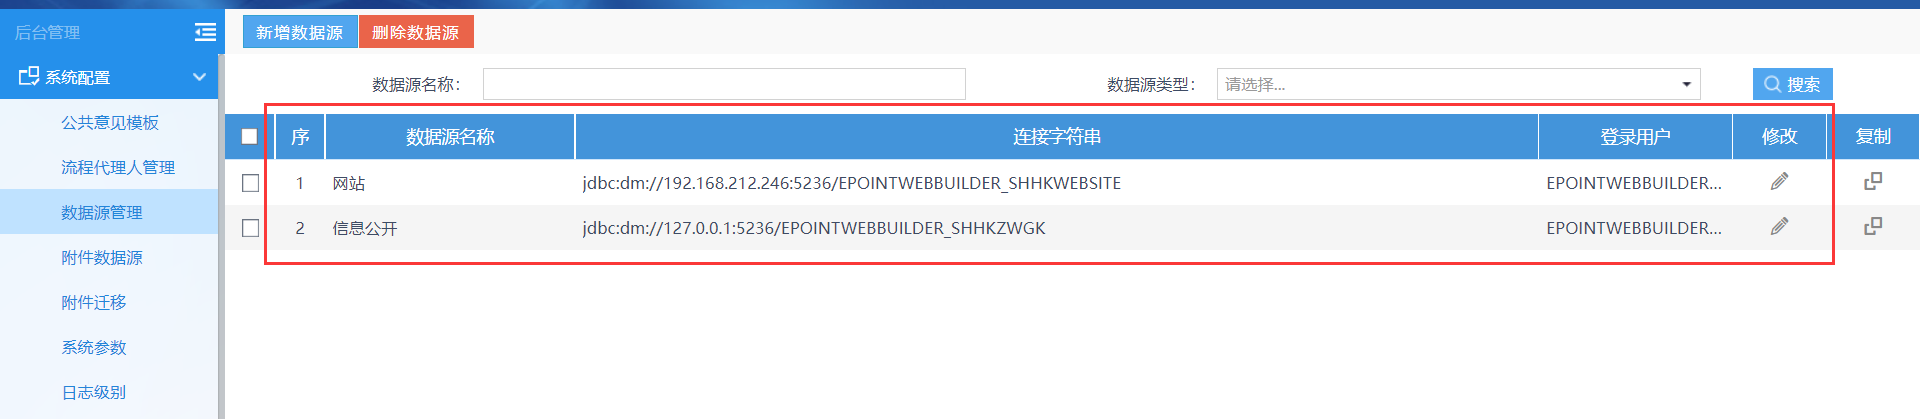 后台管理
新增数据源 删除数据源
系统配置
数据源名称： 数据源类型： 请选择... 搜索
公共意见模板
流程代理人管理
数据源管理
附件数据源
附件迁移
系统参数
日志级别
序 数据源名称 连接字符串 登录用户 修改 复制
1 网站 jdbc:dm://192.168.212.246:5236/EPOINTWEBBUILDER_SHHKWEBSITE EPOINTWEBBUILDER...
2 信息公开 jdbc:dm://127.0.0.1:5236/EPOINTWEBBUILDER_SHHKZWGK EPOINTWEBBUILDER...